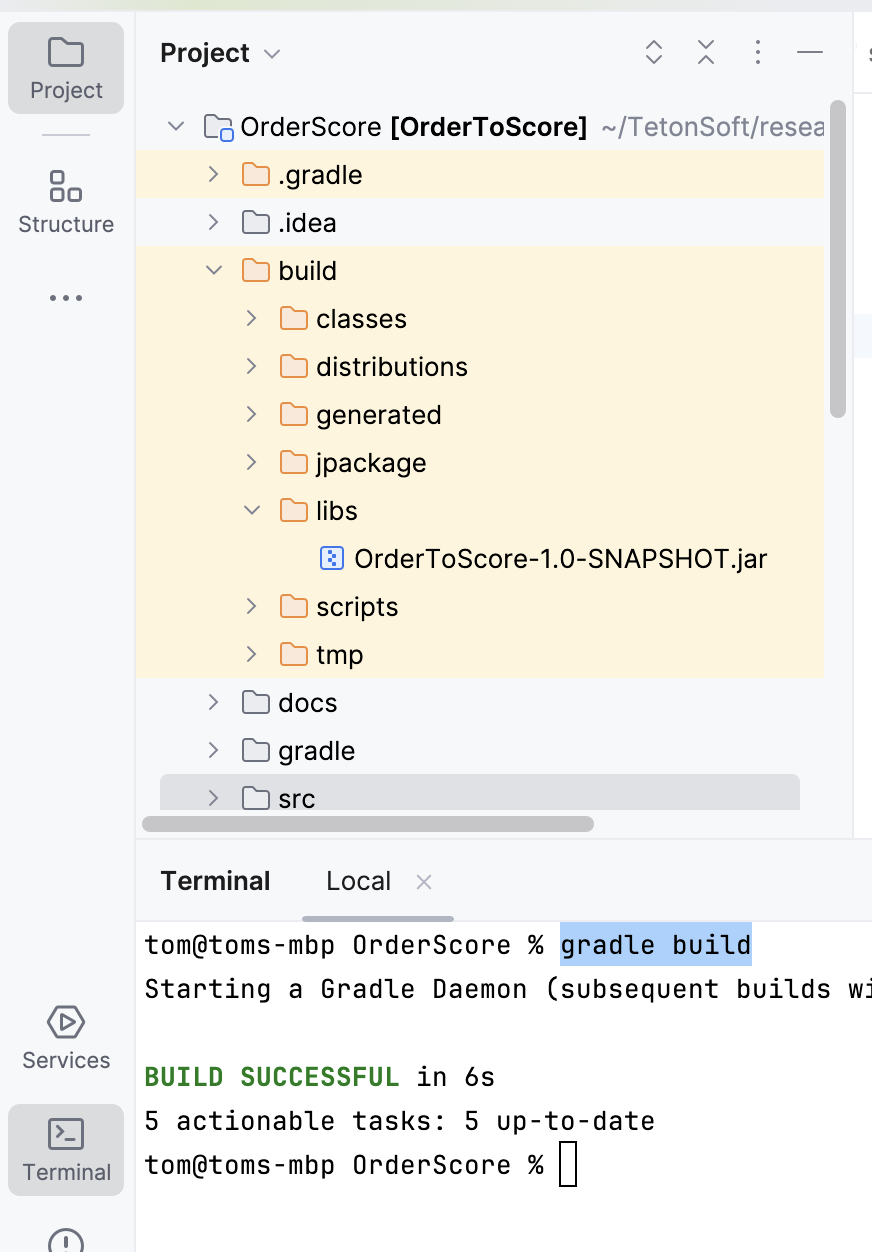 Project
Project
Structure
OrderScore [OrderToScore] ~/TetonSoft/resea
.gradle
.idea
build
classes
distributions
generated
jpackage
libs
OrderToScore-1.0-SNAPSHOT.jar
scripts
tmp
docs
gradle
src
Terminal Local
tom@toms-mbp OrderScore % gradle build
Starting a Gradle Daemon (subsequent builds wi
BUILD SUCCESSFUL in 6s
5 actionable tasks: 5 up-to-date
tom@toms-mbp OrderScore %
Services
Terminal